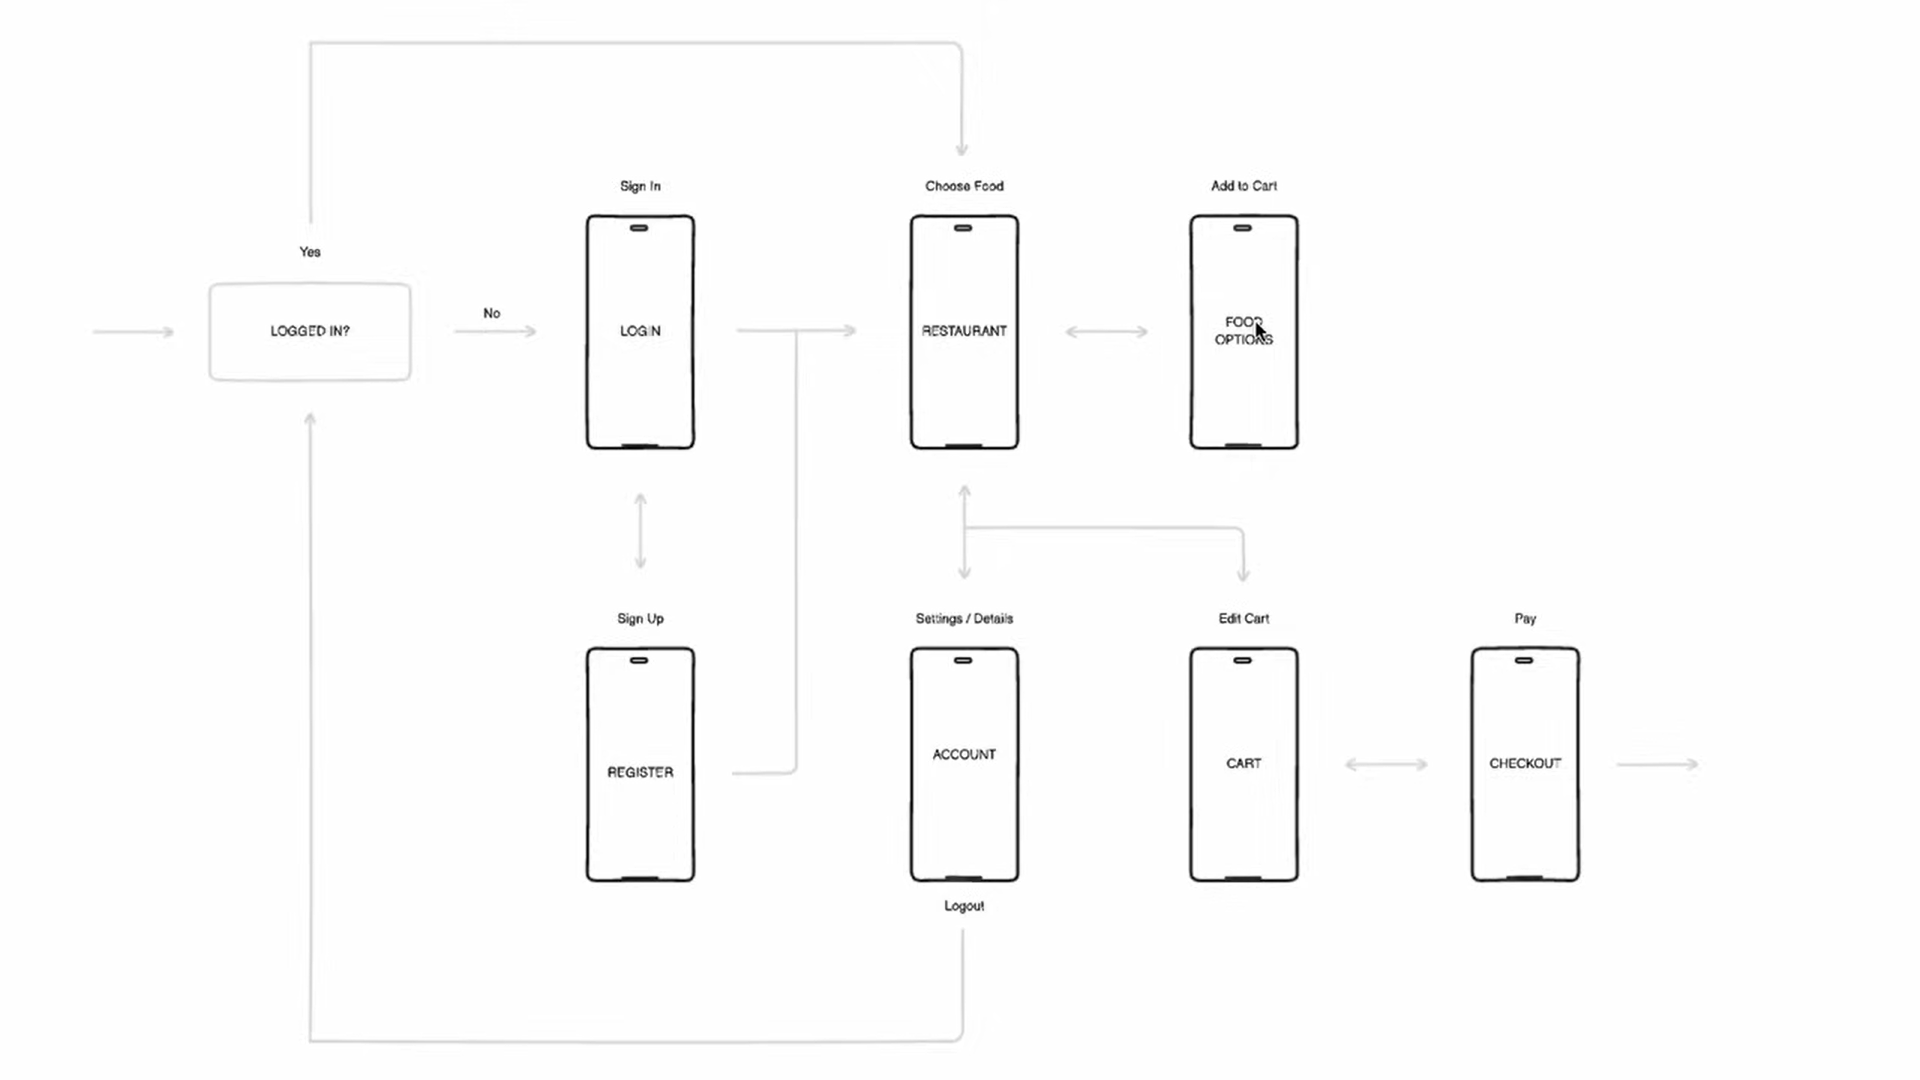 Sign In
Choose Food
Add to Cart
Yes
No
LOGGED IN?
LOGIN
RESTAURANT
FOOD
OPTIONS
Sign Up
Settings / Details
Edit Cart
Pay
REGISTER
ACCOUNT
CART
CHECKOUT
Logout